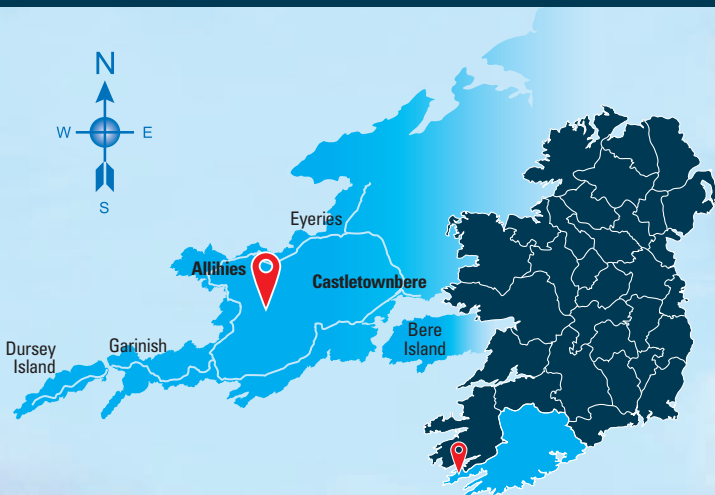 N
W
E
S
Eyeries
Allihies
Castletownbere
Bere
Island
Garinish
Dursey
Island